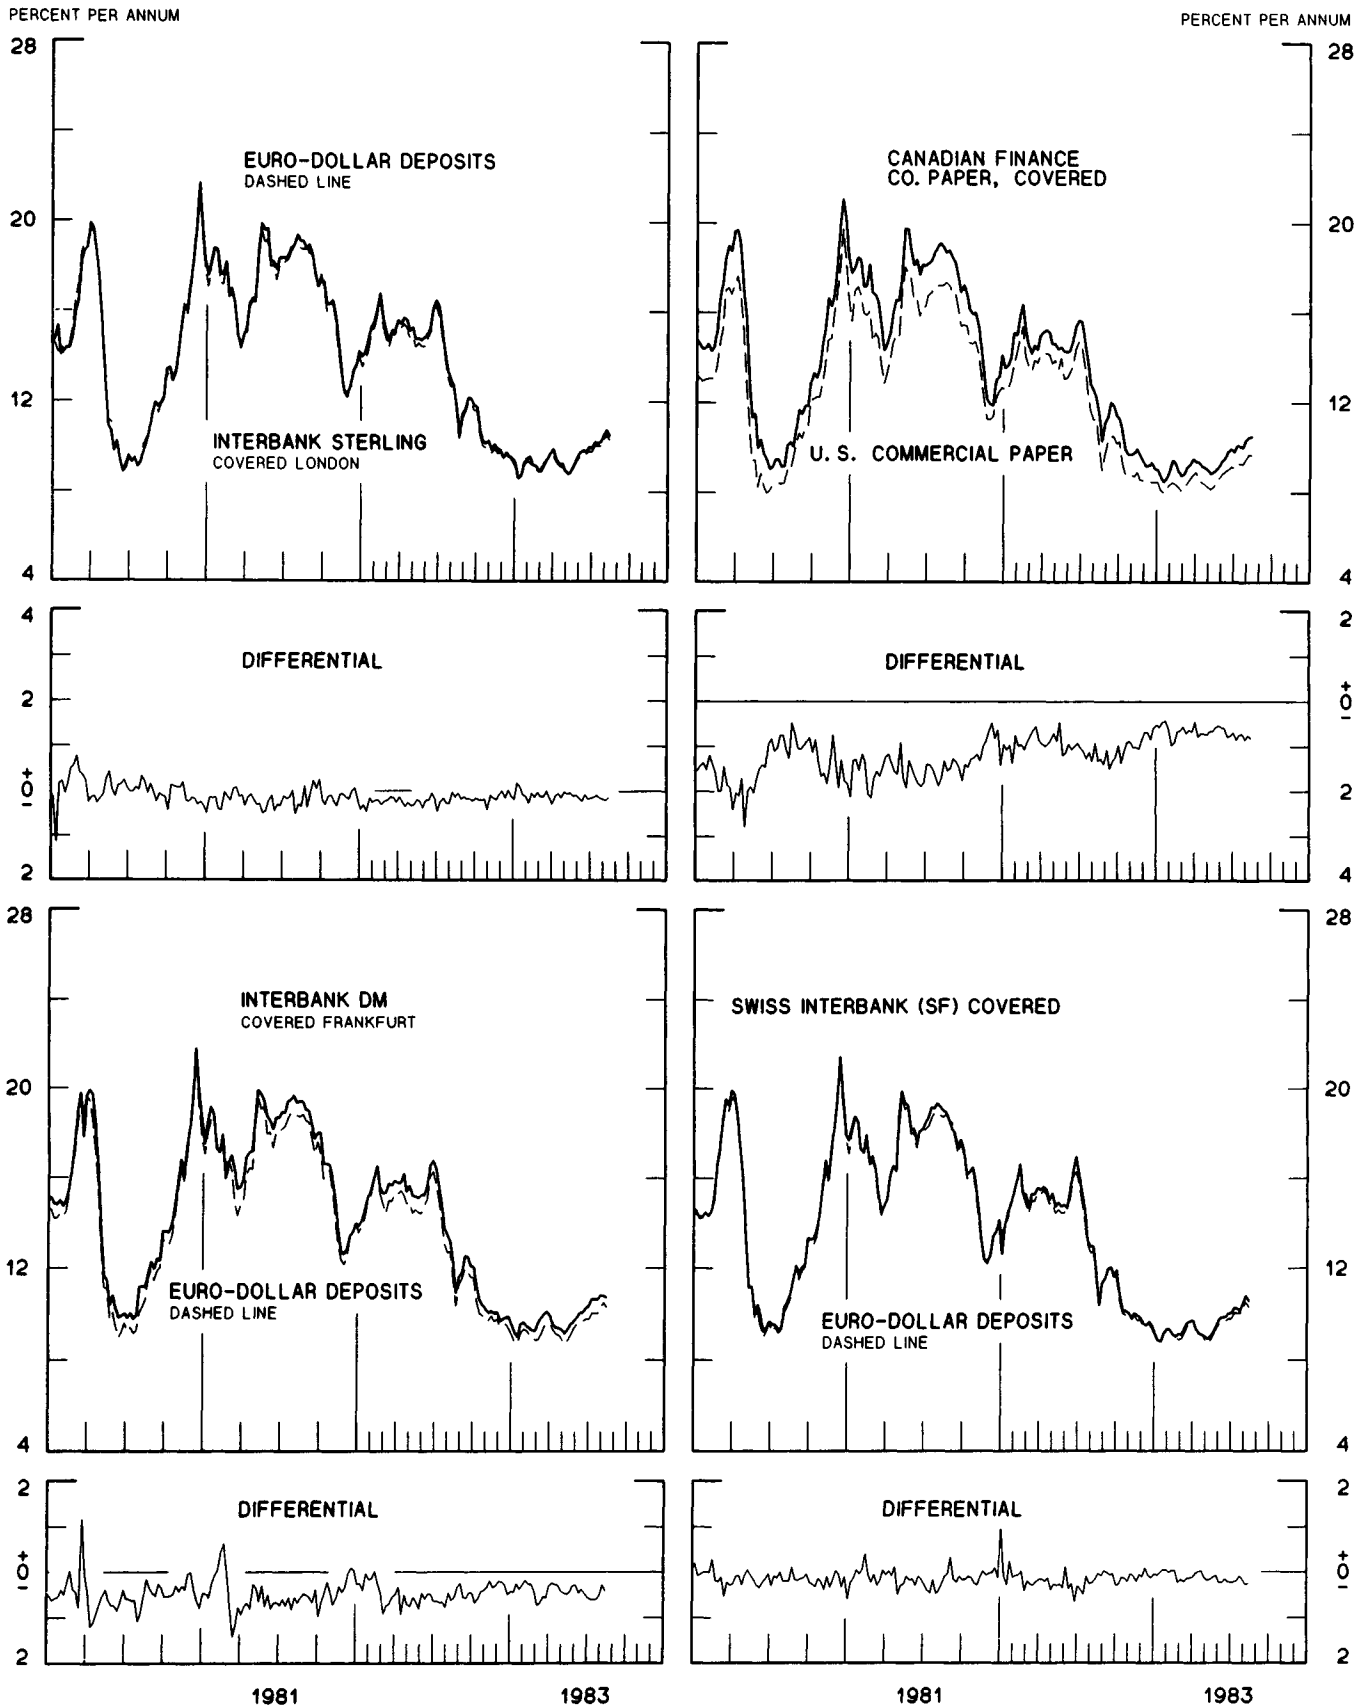 PERCENT PER ANNUM
PERCENT PER ANNUM
28
28
EURO-DOLLAR DEPOSITS
DASHED LINE
CANADIAN FINANCE
CO. PAPER, COVERED
20
20
12
12
INTERBANK STERLING
COVERED LONDON
U. S. COMMERCIAL PAPER
4
4
4
2
DIFFERENTIAL
DIFFERENTIAL
2
+
0
-
+
0
-
2
2
4
28
28
INTERBANK DM
COVERED FRANKFURT
SWISS INTERBANK (SF) COVERED
20
20
12
12
EURO-DOLLAR DEPOSITS
DASHED LINE
EURO-DOLLAR DEPOSITS
DASHED LINE
4
4
2
2
DIFFERENTIAL
DIFFERENTIAL
+
0
-
+
0
-
2
2
1981
1983
1981
1983